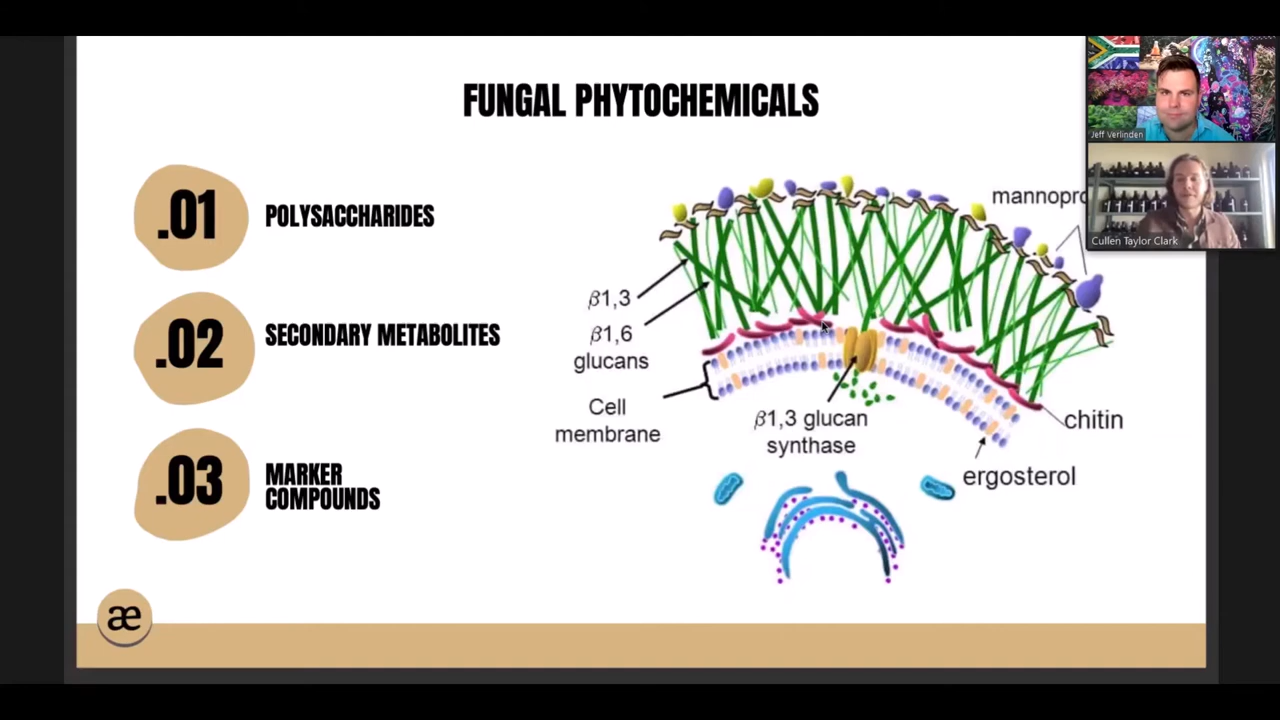 FUNGAL PHYTOCHEMICALS
.01
POLYSACCHARIDES
.02
SECONDARY METABOLITES
.03
MARKER
COMPOUNDS
æ
β1,3
β1,6
glucans
Cell
membrane
β1,3 glucan
synthase
mannopro
chitin
ergosterol
Jeff Verlinden
Cullen Taylor Clark